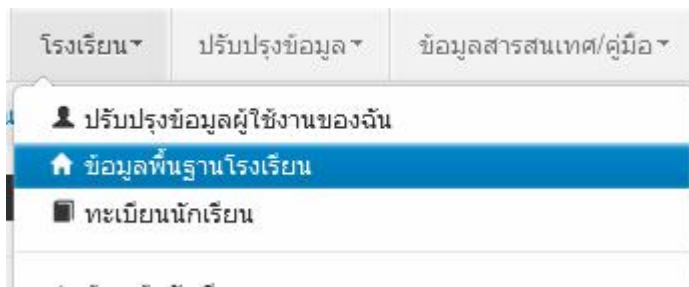 โรงเรียน ปรับปรุงข้อมูล ข้อมูลสารสนเทศ/คู่มือ
ปรับปรุงข้อมูลผู้ใช้งานของฉัน
ข้อมูลพื้นฐานโรงเรียน
ทะเบียนนักเรียน